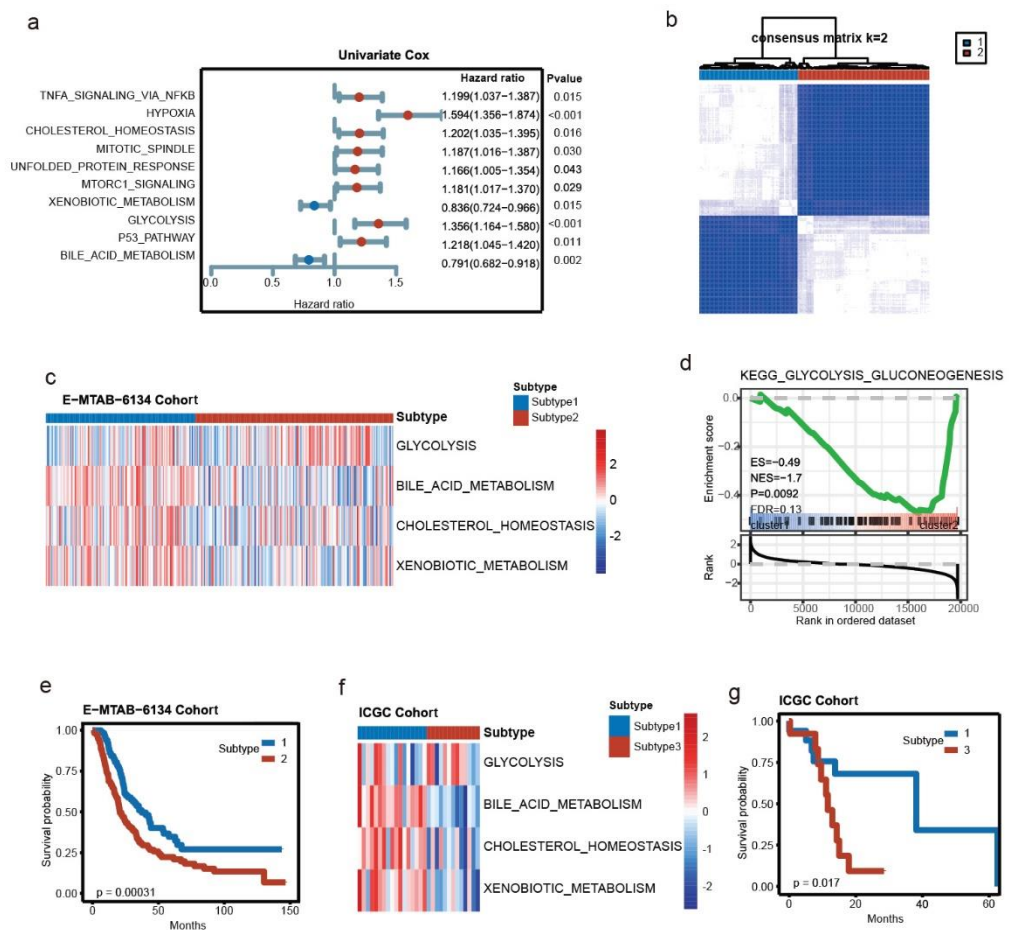 a
Univariate Cox
Hazard ratio Pvalue
TNFA_SIGNALING_VIA_NFKB 1.199(1.037−1.387) 0.015
HYPOXIA 1.594(1.356−1.874) <0.001
CHOLESTEROL_HOMEOSTASIS 1.202(1.035−1.395) 0.016
MITOTIC_SPINDLE 1.187(1.016−1.387) 0.030
UNFOLDED_PROTEIN_RESPONSE 1.166(1.005−1.354) 0.043
MTORC1_SIGNALING 1.181(1.017−1.370) 0.029
XENOBIOTIC_METABOLISM 0.836(0.724−0.966) 0.015
GLYCOLYSIS 1.356(1.164−1.580) <0.001
P53_PATHWAY 1.218(1.045−1.420) 0.011
BILE_ACID_METABOLISM 0.791(0.682−0.918) 0.002
0.0 1.0 1.5
Hazard ratio
b
consensus matrix k=2
1
2
c
E−MTAB−6134 Cohort
Subtype
Subtype1
Subtype2
Subtype
GLYCOLYSIS
BILE_ACID_METABOLISM
CHOLESTEROL_HOMEOSTASIS
XENOBIOTIC_METABOLISM
2
1
0
-1
-2
d
KEGG_GLYCOLYSIS_GLUCONEOGENESIS
Enrichment score
0.0
−0.2
−0.4
ES=−0.49
NES=−1.7
P=0.0092
FDR=0.13
cluster1 cluster2
Rank
2
0
−2
0 5000 10000 15000 20000
Rank in ordered dataset
e
E−MTAB−6134 Cohort
Subtype
1
2
Survival probability
1.00
0.75
0.50
0.25
0.00
p = 0.00031
0 50 100 150
Months
f
ICGC Cohort
Subtype
Subtype1
Subtype3
Subtype
GLYCOLYSIS
BILE_ACID_METABOLISM
CHOLESTEROL_HOMEOSTASIS
XENOBIOTIC_METABOLISM
2
1
0
-1
-2
g
ICGC Cohort
Subtype
1
3
Survival probability
1.00
0.75
0.50
0.25
0.00
p = 0.017
0 20 40 60
Months